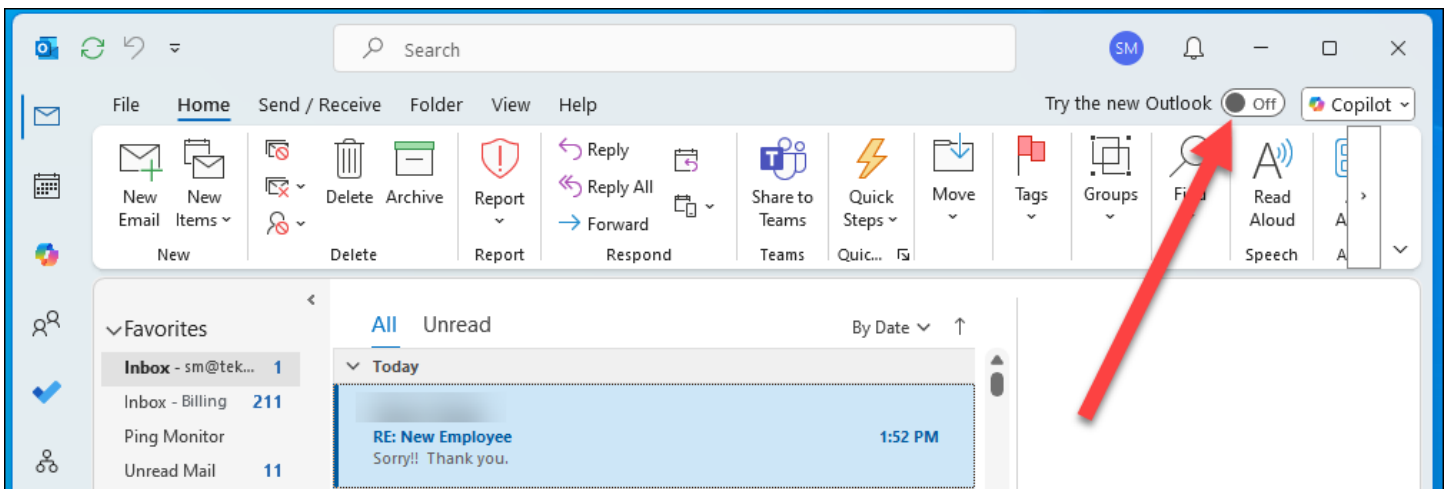 Search
SM
File Home Send / Receive Folder View Help Try the new Outlook Off Copilot
New Email
New Items
Delete
Archive
Report
Reply
Reply All
Forward
Share to Teams
Quick Steps
Move
Tags
Groups
Read Aloud
New Delete Report Respond Teams Quic... Speech
Favorites
All Unread By Date
Inbox - sm@tek... 1
Today
Inbox - Billing 211
Ping Monitor
RE: New Employee 1:52 PM
Sorry!! Thank you.
Unread Mail 11